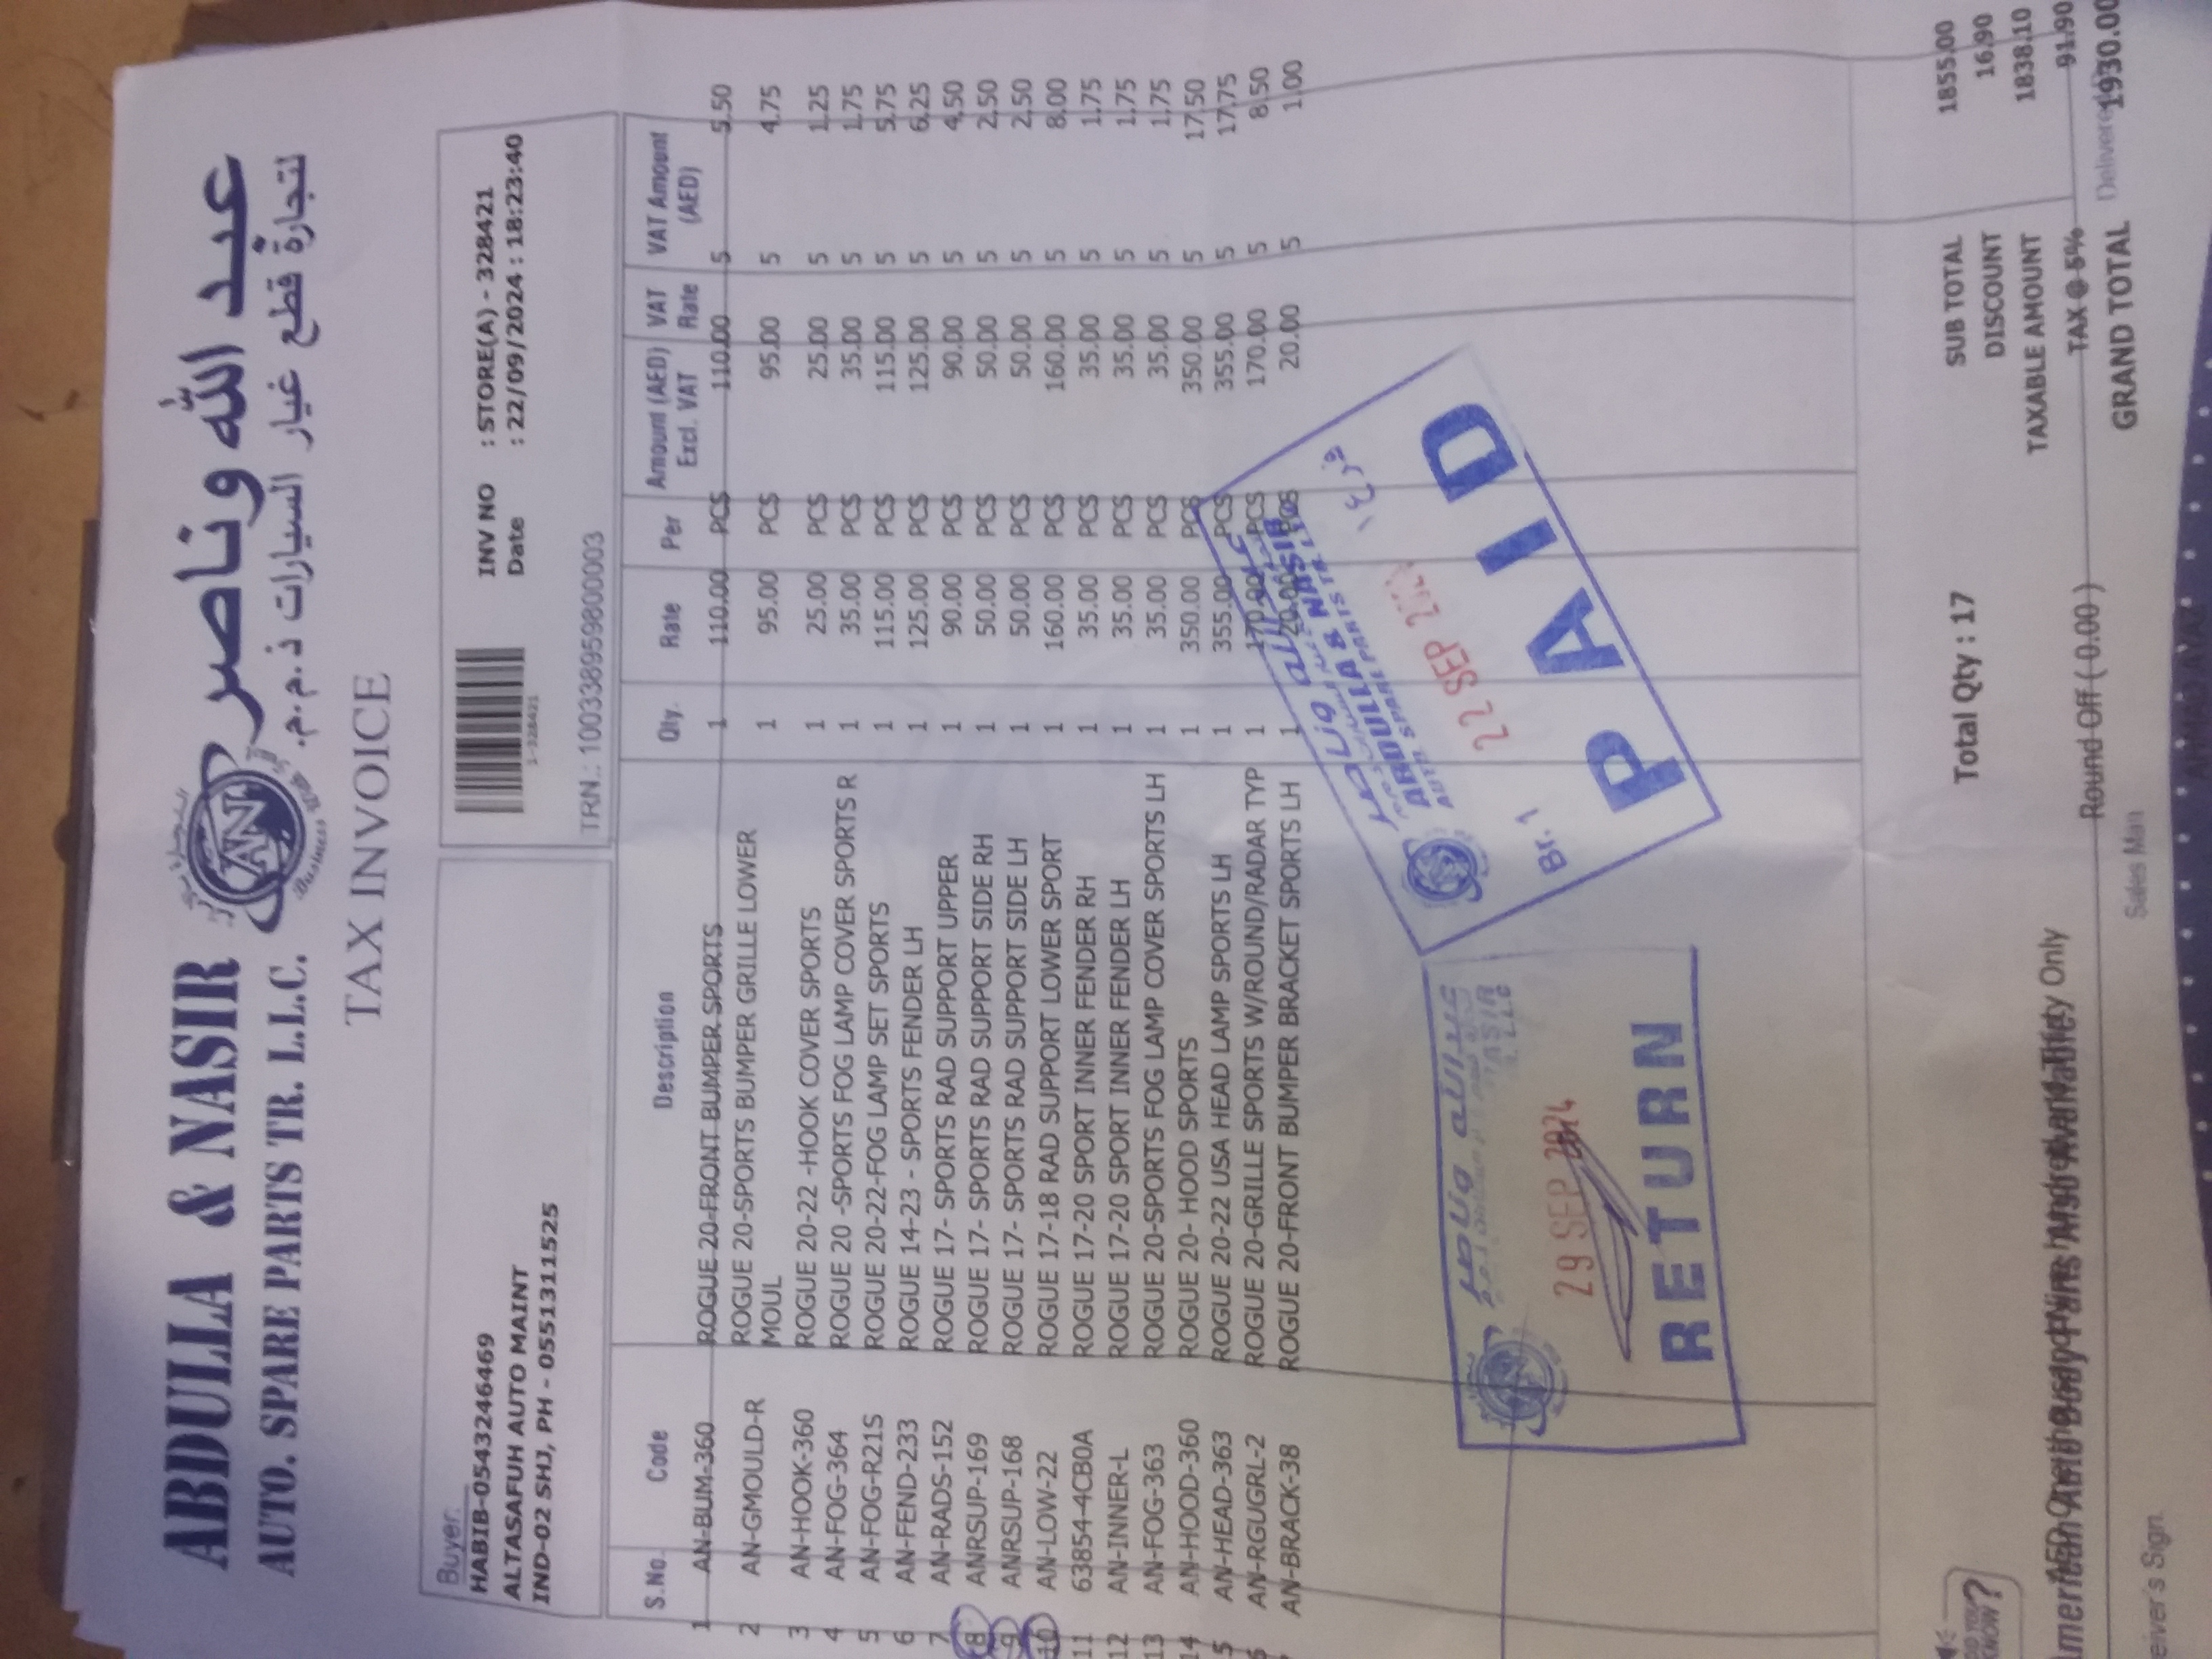 عبد الله وناصر
لتجارة قطع غيار السيارات ذ.م.م.
ABDULLA & NASIR
AUTO. SPARE PARTS TR. L.L.C.
AN
TAX INVOICE
Buyer:
HABIB-0543246469
ALTASAFUH AUTO MAINT
IND-02 SHJ, PH - 0551311525
1-328421
INV NO : STORE(A) - 328421
Date : 22/09/2024 : 18:23:40
TRN.: 100338959800003
S.No. Code Description Qty. Rate Per Amount (AED) Excl. VAT VAT Rate VAT Amount (AED)
1 AN-BUM-360 ROGUE 20-FRONT BUMPER SPORTS 1 110.00 PCS 110.00 5 5.50
2 AN-GMOULD-R ROGUE 20-SPORTS BUMPER GRILLE LOWER 1 95.00 PCS 95.00 5 4.75
MOUL
3 AN-HOOK-360 ROGUE 20-22 -HOOK COVER SPORTS 1 25.00 PCS 25.00 5 1.25
4 AN-FOG-364 ROGUE 20 -SPORTS FOG LAMP COVER SPORTS R 1 35.00 PCS 35.00 5 1.75
5 AN-FOG-R21S ROGUE 20-22-FOG LAMP SET SPORTS 1 115.00 PCS 115.00 5 5.75
6 AN-FEND-233 ROGUE 14-23 - SPORTS FENDER LH 1 125.00 PCS 125.00 5 6.25
7 AN-RADS-152 ROGUE 17- SPORTS RAD SUPPORT UPPER 1 90.00 PCS 90.00 5 4.50
8 ANRSUP-169 ROGUE 17- SPORTS RAD SUPPORT SIDE RH 1 50.00 PCS 50.00 5 2.50
9 ANRSUP-168 ROGUE 17- SPORTS RAD SUPPORT SIDE LH 1 50.00 PCS 50.00 5 2.50
10 AN-LOW-22 ROGUE 17-18 RAD SUPPORT LOWER SPORT 1 160.00 PCS 160.00 5 8.00
11 63854-4CB0A ROGUE 17-20 SPORT INNER FENDER RH 1 35.00 PCS 35.00 5 1.75
12 AN-INNER-L ROGUE 17-20 SPORT INNER FENDER LH 1 35.00 PCS 35.00 5 1.75
13 AN-FOG-363 ROGUE 20-SPORTS FOG LAMP COVER SPORTS LH 1 35.00 PCS 35.00 5 1.75
14 AN-HOOD-360 ROGUE 20- HOOD SPORTS 1 350.00 PCS 350.00 5 17.50
5 AN-HEAD-363 ROGUE 20-22 USA HEAD LAMP SPORTS LH 1 355.00 PCS 355.00 5 17.75
6 AN-RGUGRL-2 ROGUE 20-GRILLE SPORTS W/ROUND/RADAR TYP 1 170.00 PCS 170.00 5 8.50
AN-BRACK-38 ROGUE 20-FRONT BUMPER BRACKET SPORTS LH 1 20.00 PCS 20.00 5 1.00
عبد الله وناصر
ABDULLA & NASIR
AUTO. SPARE PARTS TR. L.L.C
22 SEP
Br. 1
PAID
29 SEP 2024
RETURN
Total Qty : 17
SUB TOTAL 1855.00
DISCOUNT 16.90
TAXABLE AMOUNT 1838.10
TAX @ 5% 91.90
Round Off ( 0.00 )
GRAND TOTAL 1930.00
DID YOU KNOW?
Only
Sales Man
Delivered
eiver's Sign.